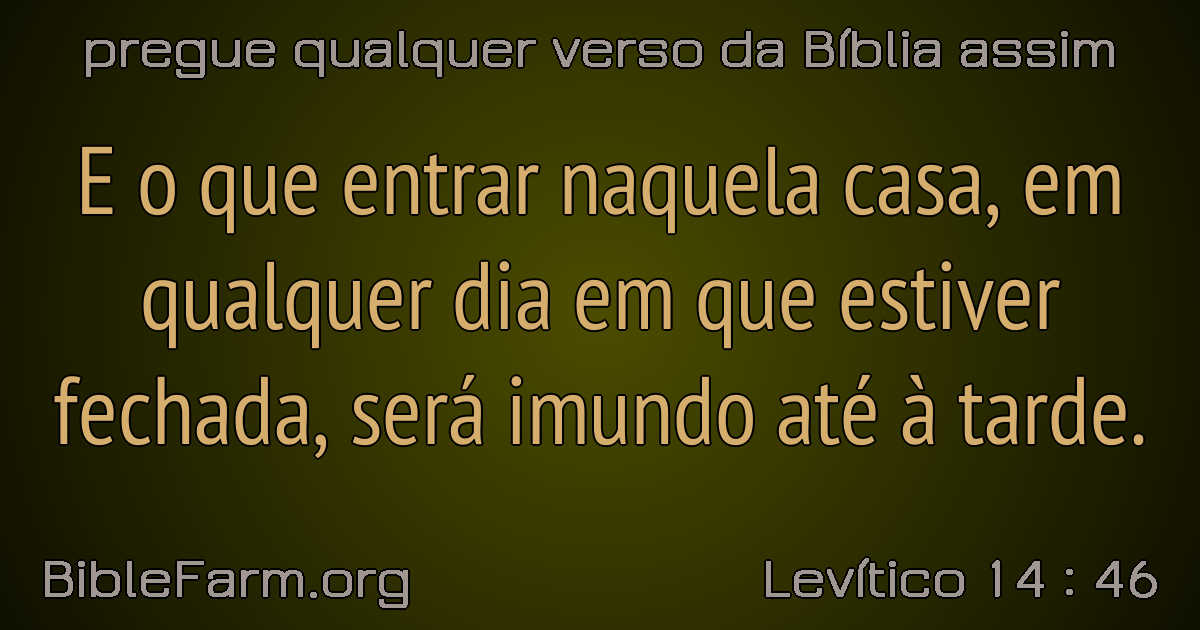 pregue qualquer verso da Bíblia assim
E o que entrar naquela casa, em
qualquer dia em que estiver
fechada, será imundo até à tarde.
BibleFarm.org
Levítico 14 : 46